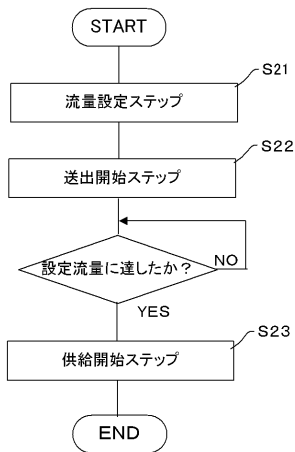 START
S21
流量設定ステップ
S22
送出開始ステップ
設定流量に達したか？
NO
YES
S23
供給開始ステップ
END